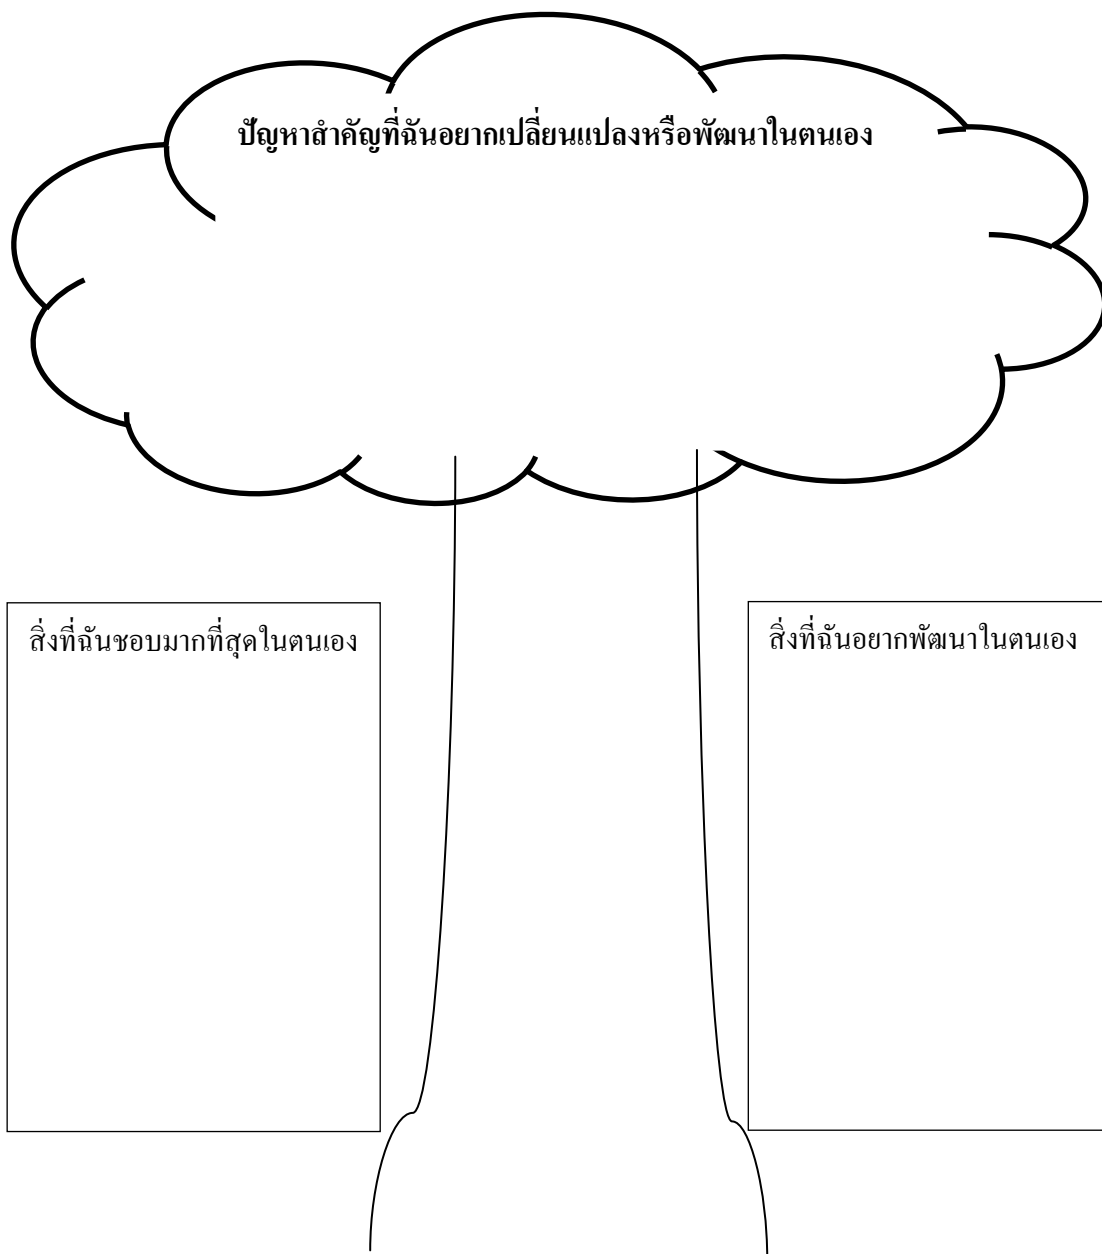 ปัญหาสำคัญที่ฉันอยากเปลี่ยนแปลงหรือพัฒนาในตนเอง
สิ่งที่ฉันชอบมากที่สุดในตนเอง
สิ่งที่ฉันอยากพัฒนาในตนเอง